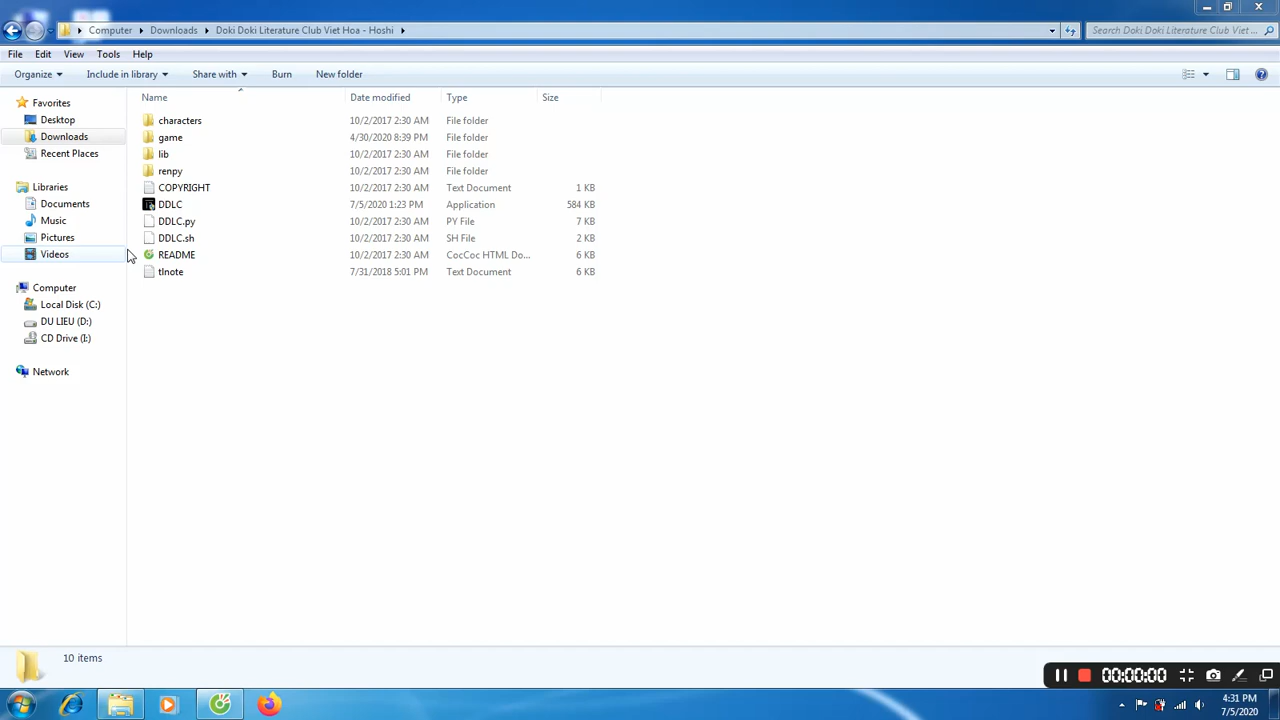 Computer Downloads Doki Doki Literature Club Viet Hoa - Hoshi Search Doki Doki Literature Club Viet ...
File Edit View Tools Help
Organize Include in library Share with Burn New folder
Favorites
Desktop
Downloads
Recent Places
Libraries
Documents
Music
Pictures
Videos
Computer
Local Disk (C:)
DU LIEU (D:)
CD Drive (I:)
Network
Name Date modified Type Size
characters 10/2/2017 2:30 AM File folder
game 4/30/2020 8:39 PM File folder
lib 10/2/2017 2:30 AM File folder
renpy 10/2/2017 2:30 AM File folder
COPYRIGHT 10/2/2017 2:30 AM Text Document 1 KB
DDLC 7/5/2020 1:23 PM Application 584 KB
DDLC.py 10/2/2017 2:30 AM PY File 7 KB
DDLC.sh 10/2/2017 2:30 AM SH File 2 KB
README 10/2/2017 2:30 AM CocCoc HTML Do... 6 KB
tlnote 7/31/2018 5:01 PM Text Document 6 KB
10 items
00:00:00
4:31 PM
7/5/2020